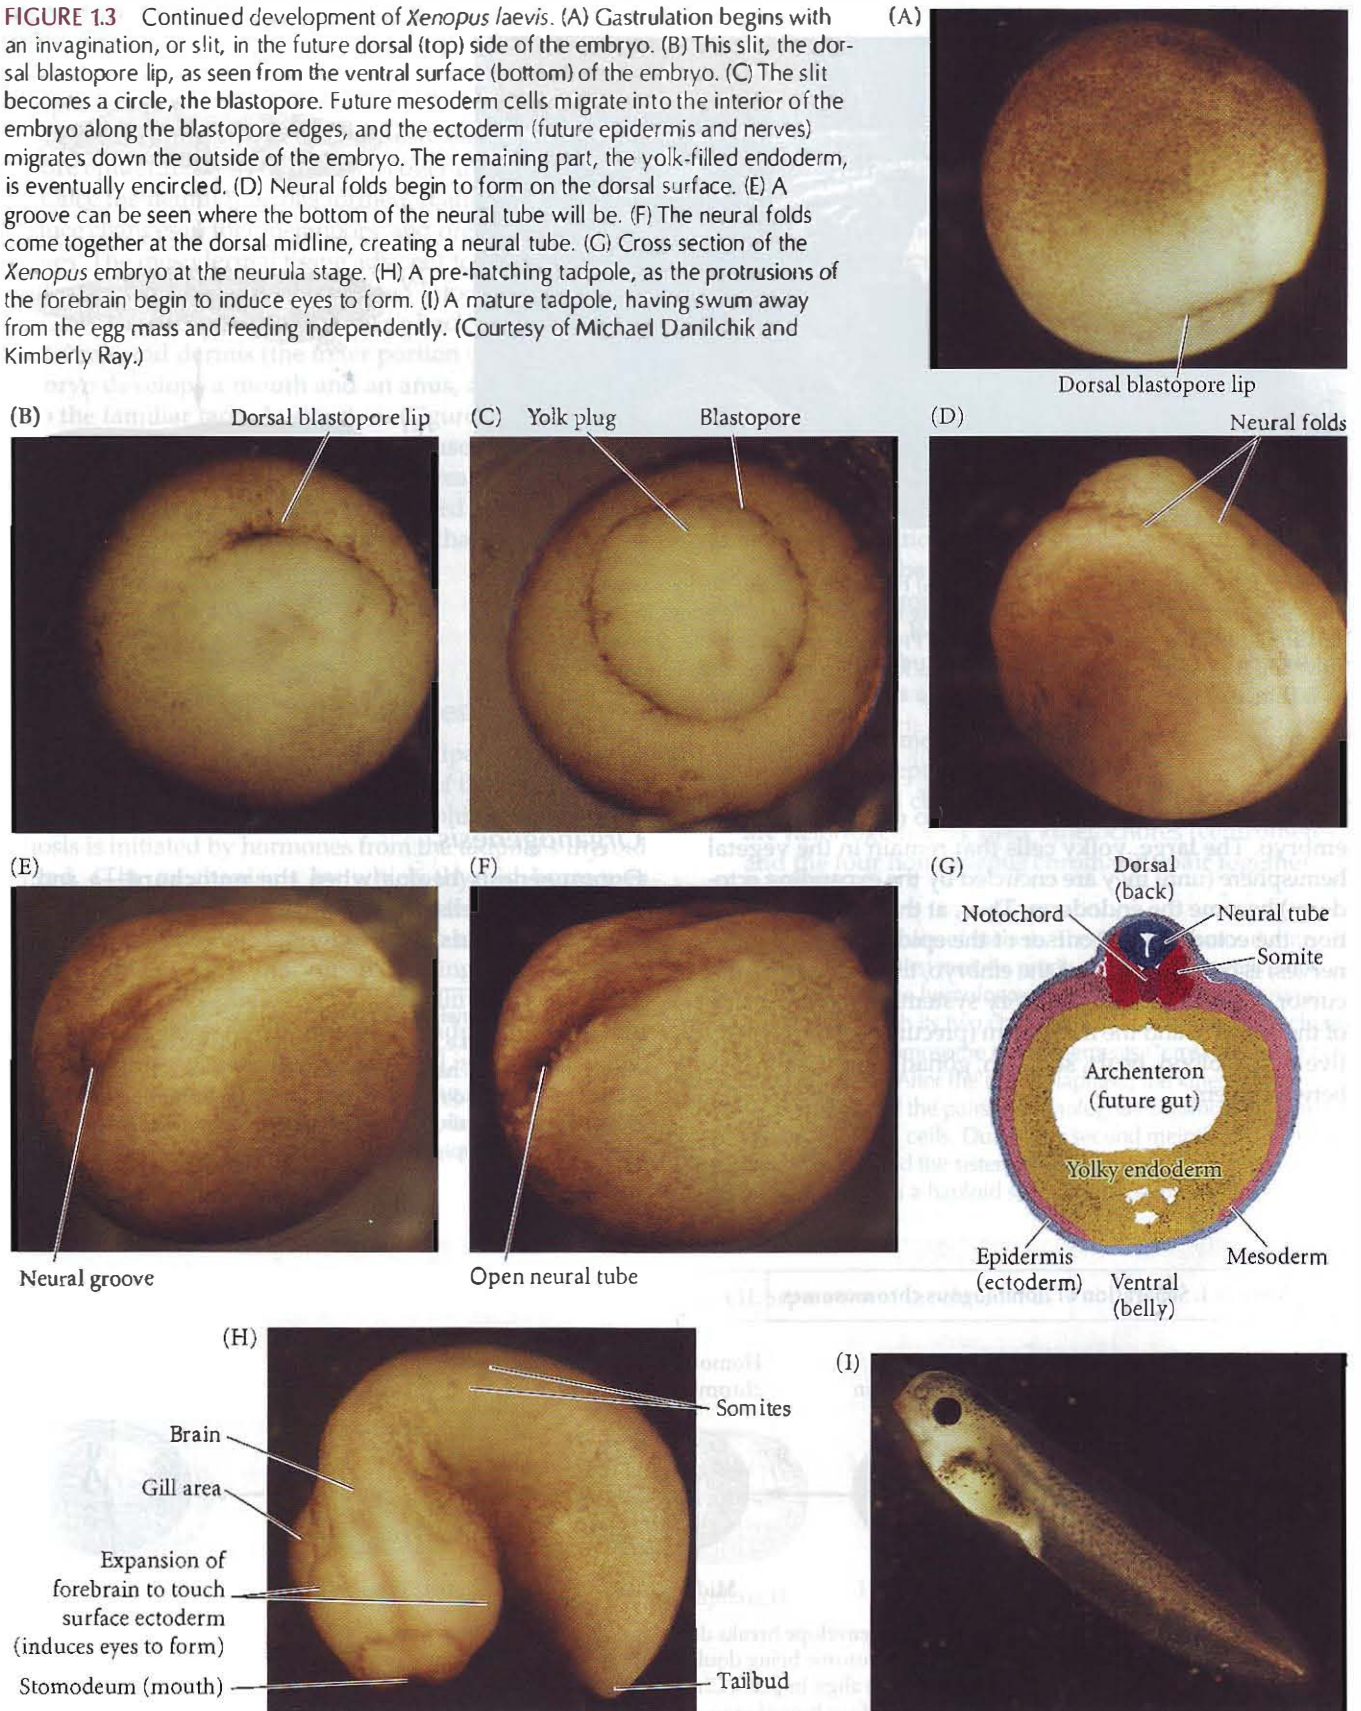 FIGURE 1.3 Continued development of Xenopus laevis. (A) Gastrulation begins with
an invagination, or slit, in the future dorsal (top) side of the embryo. (B) This slit, the dor-
sal blastopore lip, as seen from the ventral surface (bottom) of the embryo. (C) The slit
becomes a circle, the blastopore. Future mesoderm cells migrate into the interior of the
embryo along the blastopore edges, and the ectoderm (future epidermis and nerves)
migrates down the outside of the embryo. The remaining part, the yolk-filled endoderm,
is eventually encircled. (D) Neural folds begin to form on the dorsal surface. (E) A
groove can be seen where the bottom of the neural tube will be. (F) The neural folds
come together at the dorsal midline, creating a neural tube. (G) Cross section of the
Xenopus embryo at the neurula stage. (H) A pre-hatching tadpole, as the protrusions of
the forebrain begin to induce eyes to form. (I) A mature tadpole, having swum away
from the egg mass and feeding independently. (Courtesy of Michael Danilchik and
Kimberly Ray.)
(A)
Dorsal blastopore lip
(B) Dorsal blastopore lip
(C) Yolk plug Blastopore
(D) Neural folds
(E)
Neural groove
(F)
Open neural tube
(G)
Dorsal
(back)
Notochord
Neural tube
Somite
Archenteron
(future gut)
Yolky endoderm
Epidermis
(ectoderm)
Mesoderm
Ventral
(belly)
(H)
Somites
Brain
Gill area
Expansion of
forebrain to touch
surface ectoderm
(induces eyes to form)
Stomodeum (mouth)
Tailbud
(I)